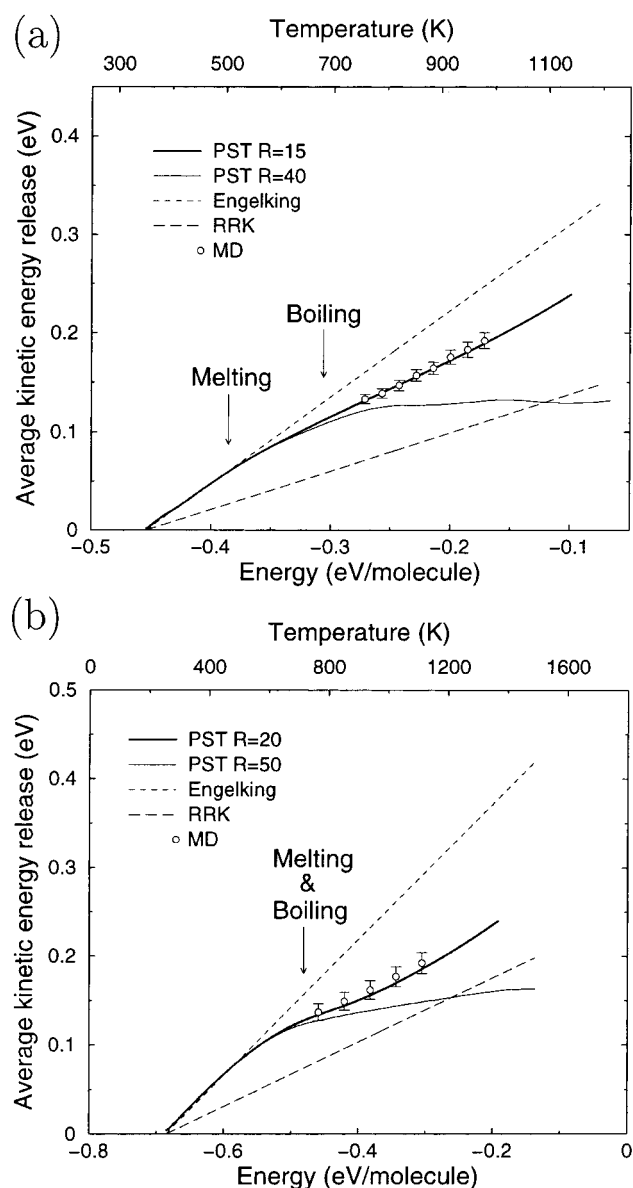 (a)
Temperature (K)
300 500 700 900 1100
Average kinetic energy release (eV)
0.4
0.3
0.2
0.1
0
PST R=15
PST R=40
Engelking
RRK
MD
Boiling
Melting
−0.5 −0.4 −0.3 −0.2 −0.1
Energy (eV/molecule)
(b)
Temperature (K)
0 400 800 1200 1600
Average kinetic energy release (eV)
0.5
0.4
0.3
0.2
0.1
0
PST R=20
PST R=50
Engelking
RRK
MD
Melting
&
Boiling
−0.8 −0.6 −0.4 −0.2 0
Energy (eV/molecule)